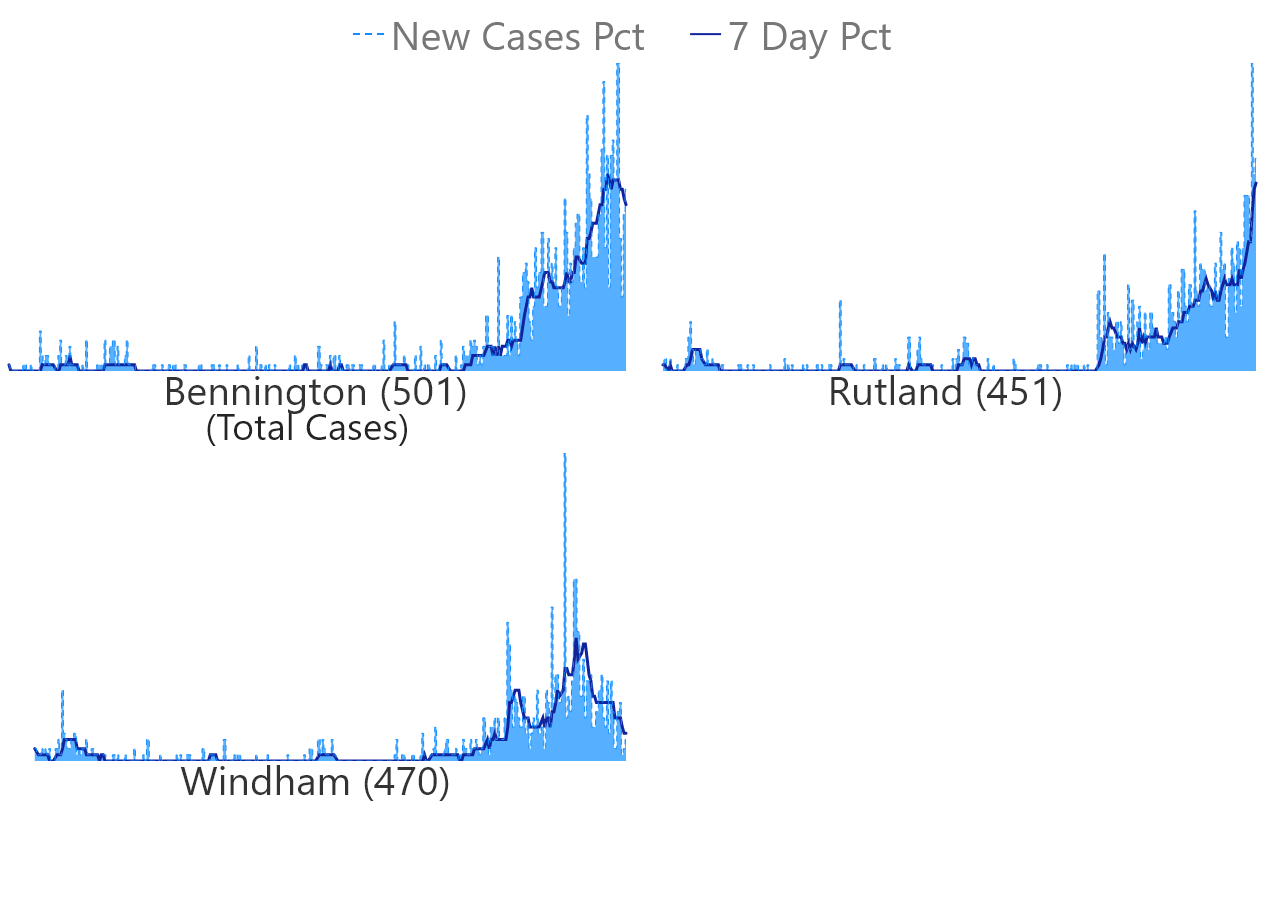 New Cases Pct 7 Day Pct
Bennington (501) Rutland (451)
(Total Cases)
Windham (470)